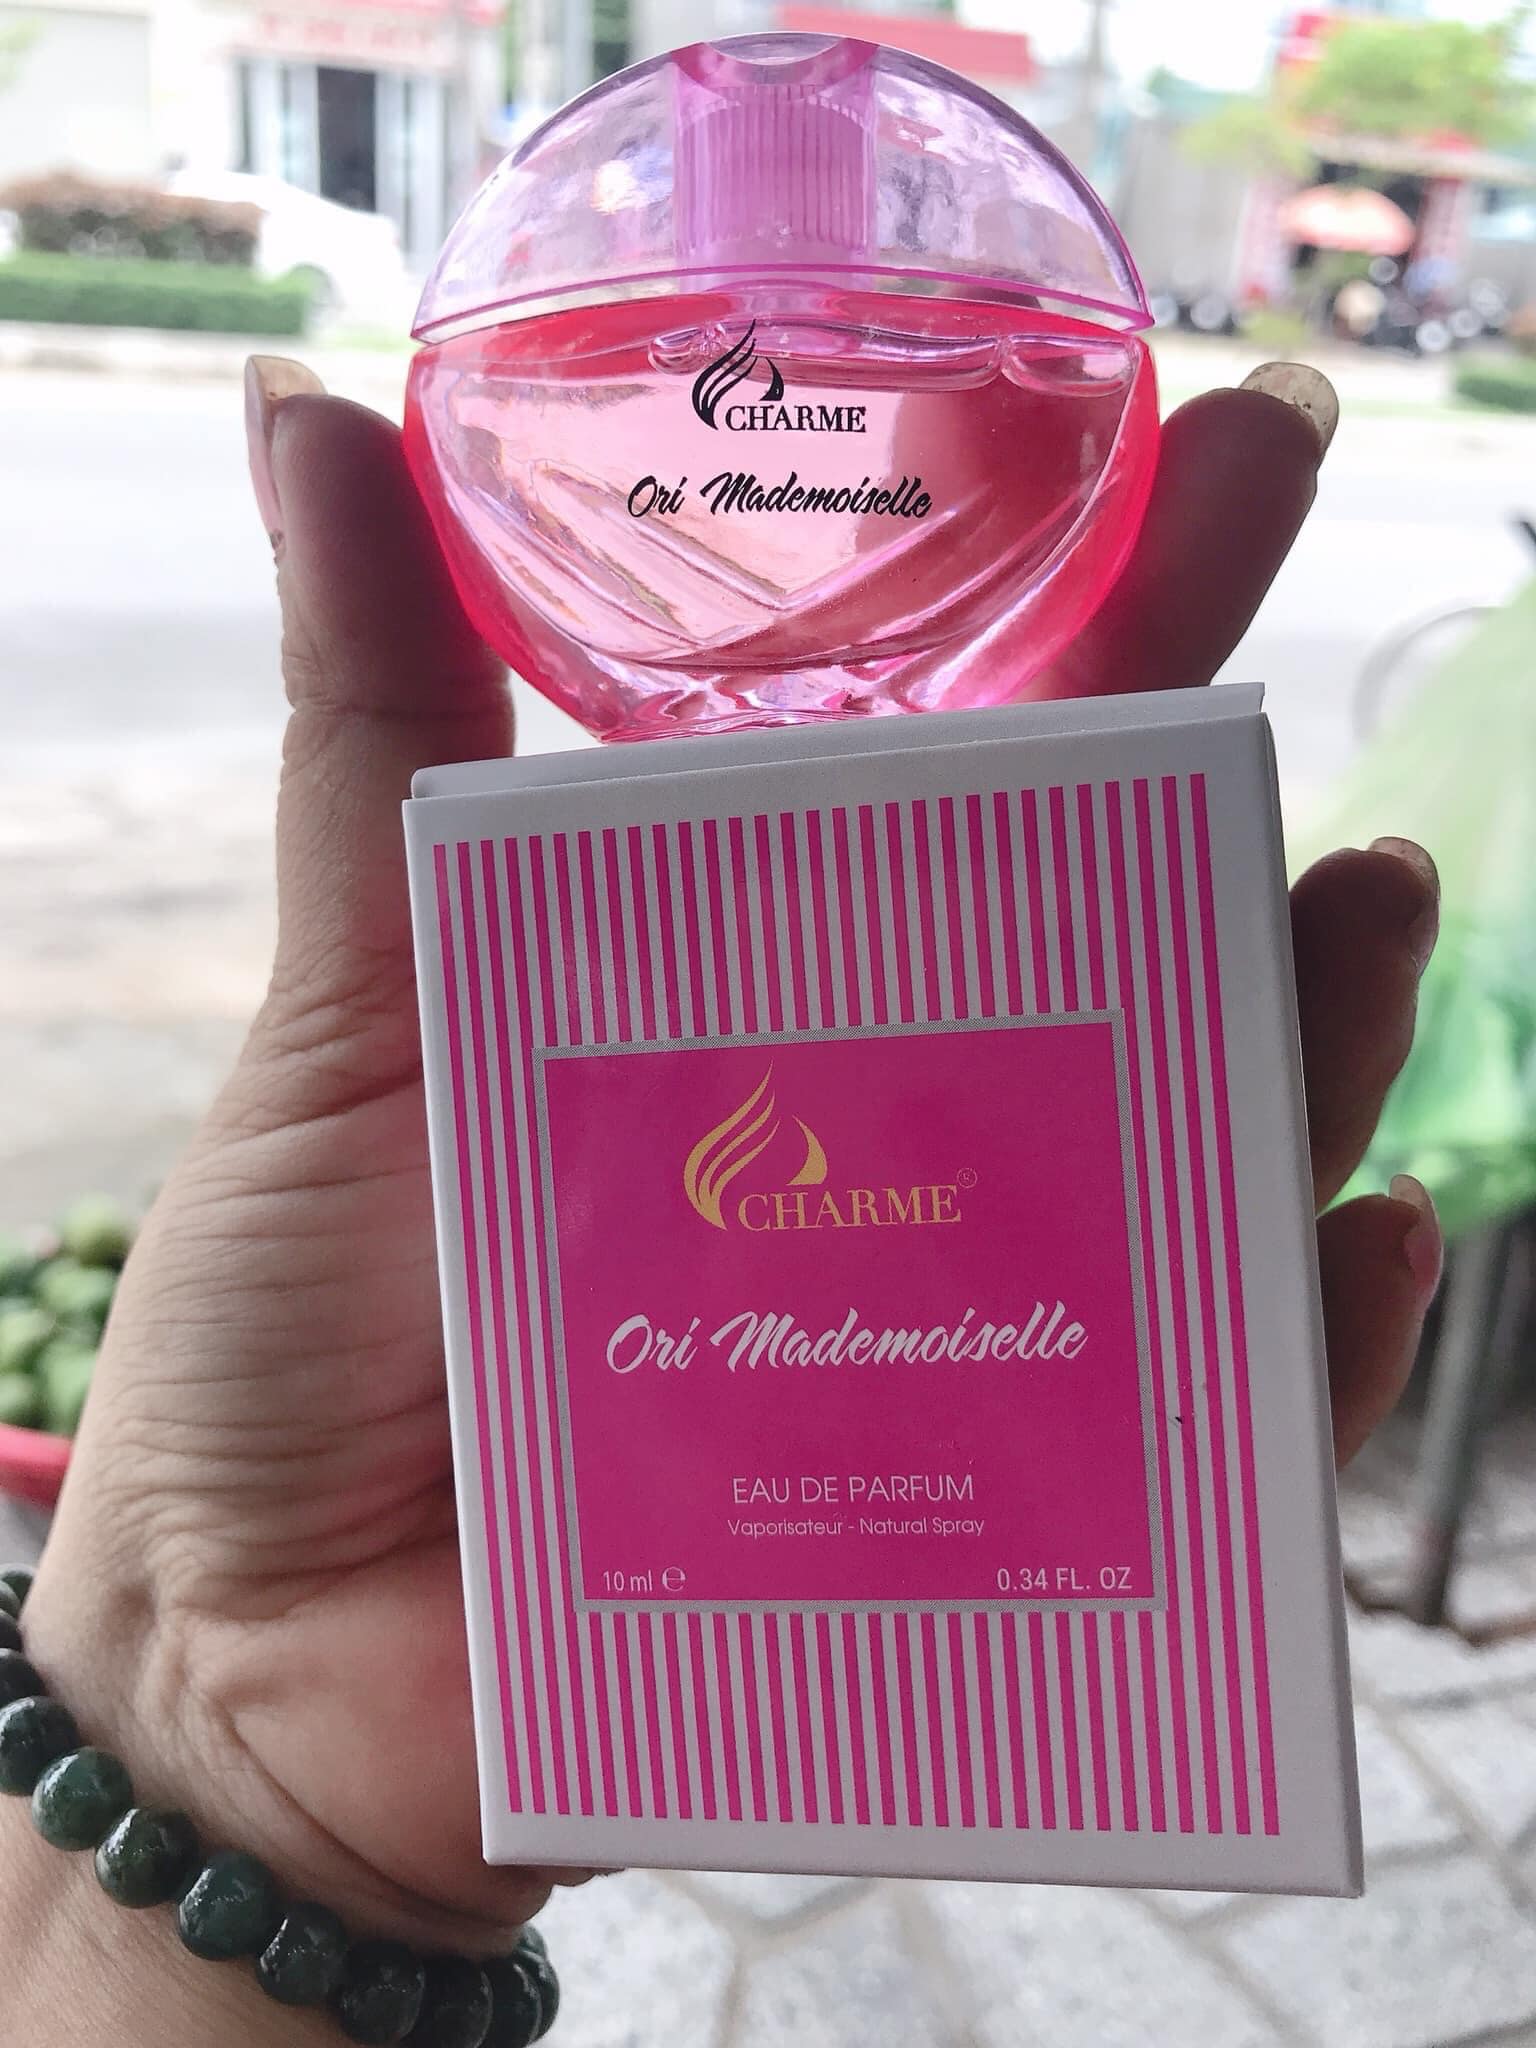 CHARME
Ori Mademoiselle
CHARME®
Ori Mademoiselle
EAU DE PARFUM
Vaporisateur - Natural Spray
10 ml ℮ 0.34 FL. OZ